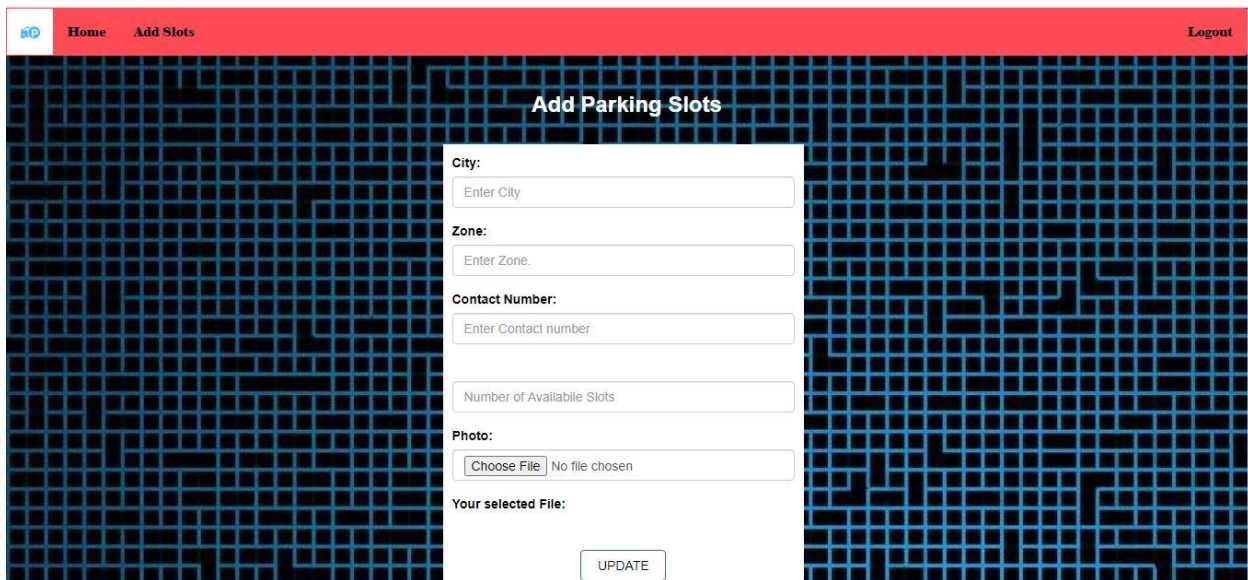 P
Home Add Slots Logout
Add Parking Slots
City:
Enter City
Zone:
Enter Zone.
Contact Number:
Enter Contact number
Number of Availabile Slots
Photo:
Choose File No file chosen
Your selected File:
UPDATE